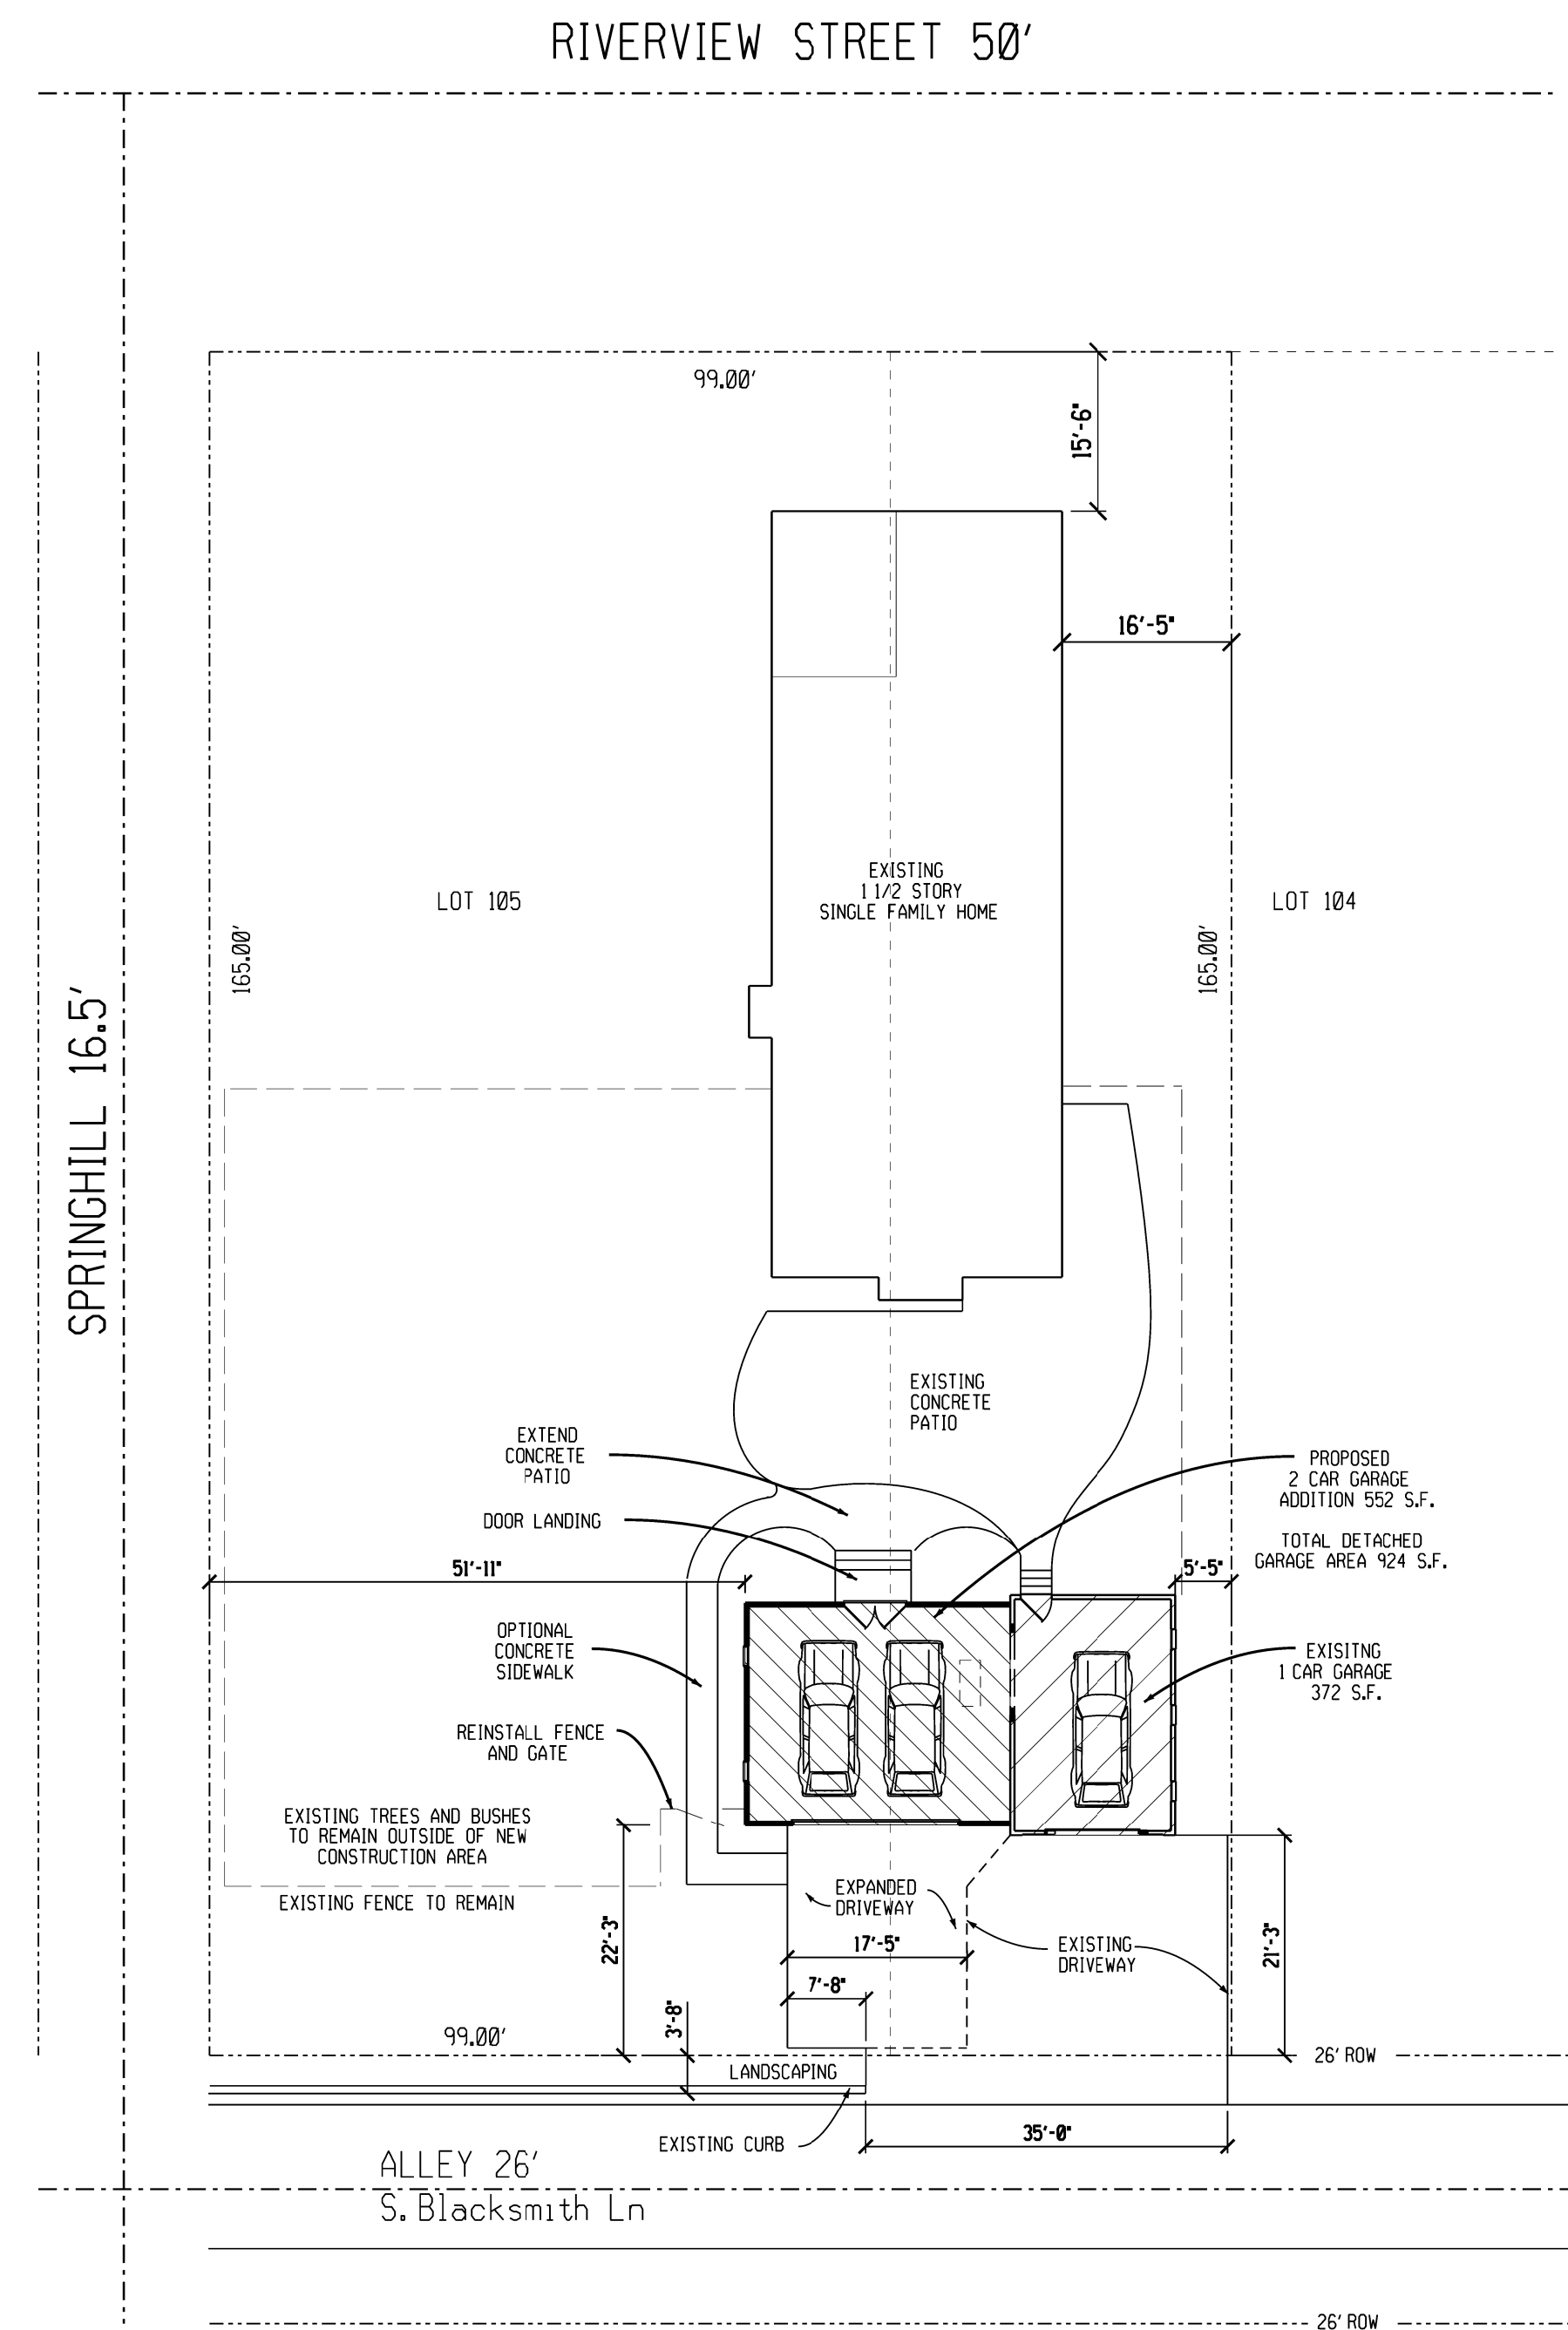 RIVERVIEW STREET 50'
99.00'
15'-6"
16'-5"
EXISTING
1 1/2 STORY
SINGLE FAMILY HOME
LOT 105
LOT 104
165.00'
165.00'
SPRINGHILL 16.5'
EXISTING
CONCRETE
PATIO
EXTEND
CONCRETE
PATIO
PROPOSED
2 CAR GARAGE
ADDITION 552 S.F.
DOOR LANDING
TOTAL DETACHED
GARAGE AREA 924 S.F.
51'-11"
5'-5"
OPTIONAL
CONCRETE
SIDEWALK
EXISITNG
1 CAR GARAGE
372 S.F.
REINSTALL FENCE
AND GATE
EXISTING TREES AND BUSHES
TO REMAIN OUTSIDE OF NEW
CONSTRUCTION AREA
EXISTING FENCE TO REMAIN
EXPANDED
DRIVEWAY
22'-3"
17'-5"
EXISTING
DRIVEWAY
21'-3"
7'-8"
3'-8"
99.00'
26' ROW
LANDSCAPING
35'-0"
EXISTING CURB
ALLEY 26'
S. Blacksmith Ln
26' ROW